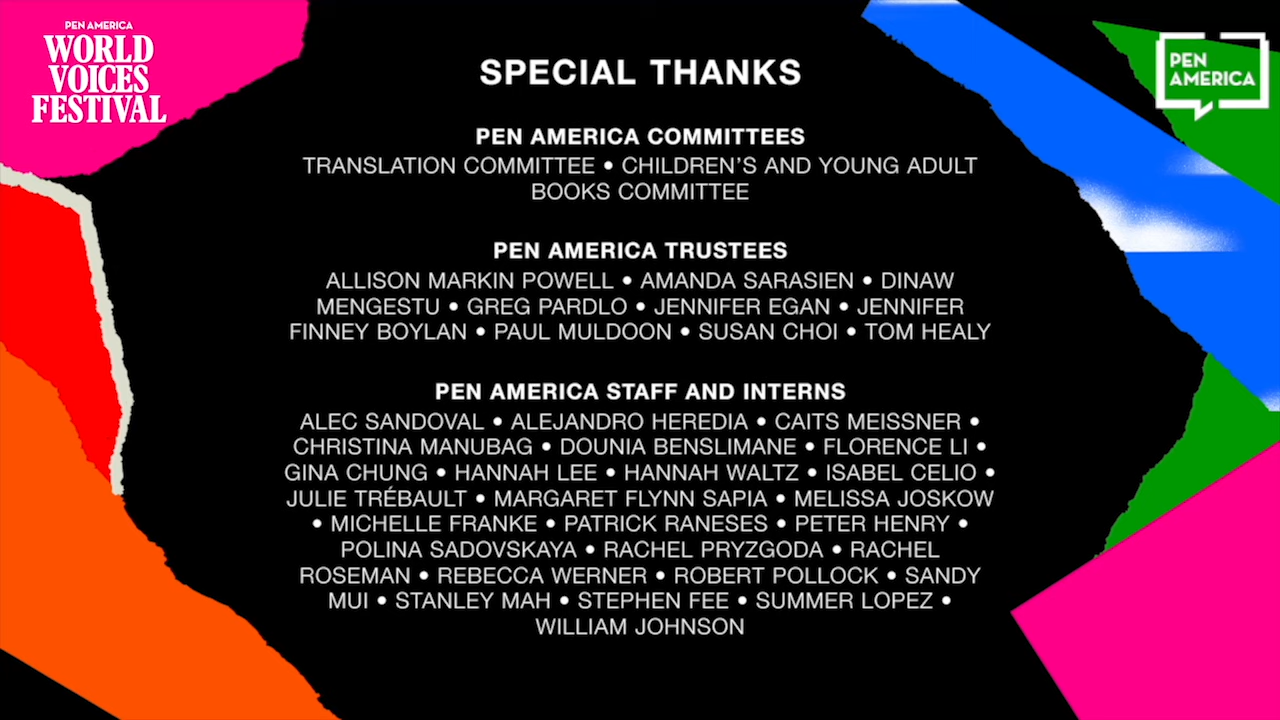 PEN AMERICA
WORLD
VOICES
FESTIVAL
PEN
AMERICA
SPECIAL THANKS
PEN AMERICA COMMITTEES
TRANSLATION COMMITTEE • CHILDREN'S AND YOUNG ADULT
BOOKS COMMITTEE
PEN AMERICA TRUSTEES
ALLISON MARKIN POWELL • AMANDA SARASIEN • DINAW
MENGESTU • GREG PARDLO • JENNIFER EGAN • JENNIFER
FINNEY BOYLAN • PAUL MULDOON • SUSAN CHOI • TOM HEALY
PEN AMERICA STAFF AND INTERNS
ALEC SANDOVAL • ALEJANDRO HEREDIA • CAITS MEISSNER •
CHRISTINA MANUBAG • DOUNIA BENSLIMANE • FLORENCE LI •
GINA CHUNG • HANNAH LEE • HANNAH WALTZ • ISABEL CELIO •
JULIE TRÉBAULT • MARGARET FLYNN SAPIA • MELISSA JOSKOW
• MICHELLE FRANKE • PATRICK RANESES • PETER HENRY •
POLINA SADOVSKAYA • RACHEL PRYZGODA • RACHEL
ROSEMAN • REBECCA WERNER • ROBERT POLLOCK • SANDY
MUI • STANLEY MAH • STEPHEN FEE • SUMMER LOPEZ •
WILLIAM JOHNSON